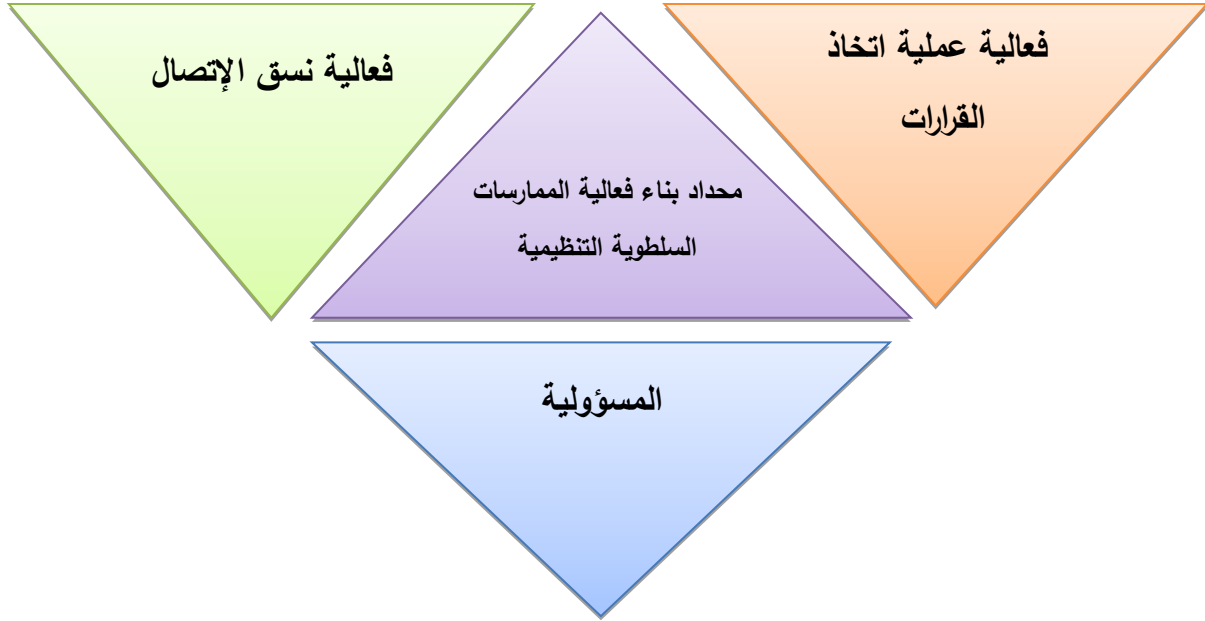 فعالية عملية اتخاذ
القرارات
فعالية نسق الإتصال
محداد بناء فعالية الممارسات
السلطوية التنظيمية
المسؤولية